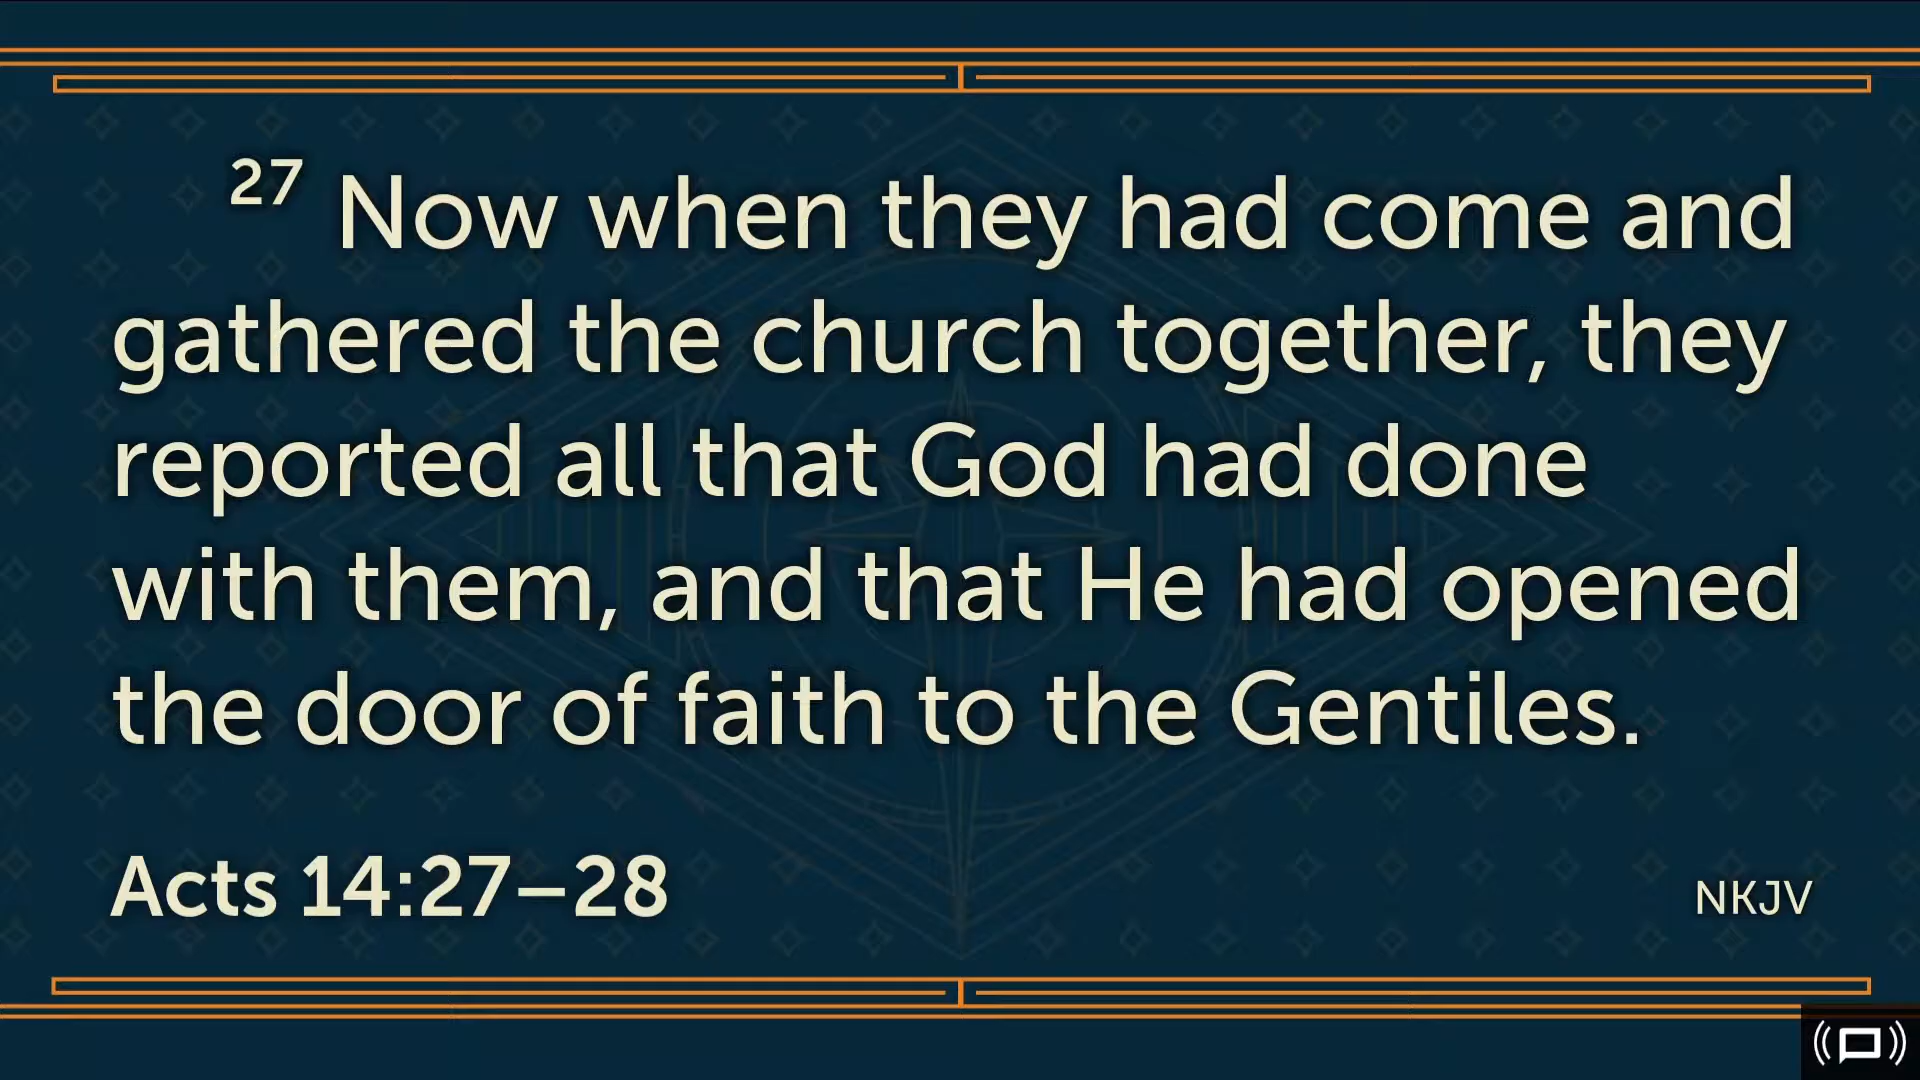 27 Now when they had come and
gathered the church together, they
reported all that God had done
with them, and that He had opened
the door of faith to the Gentiles.
Acts 14:27–28
NKJV